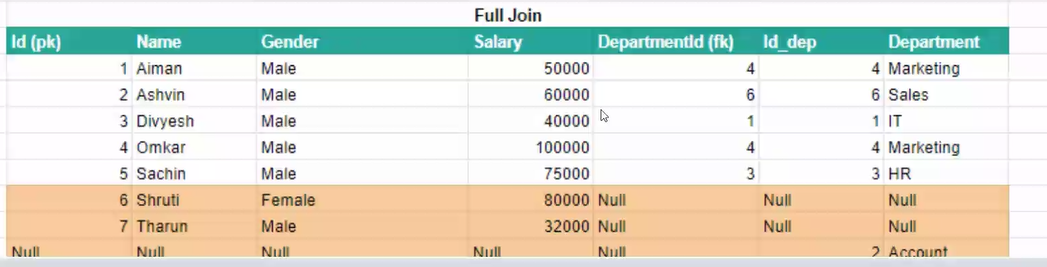 Full Join
Id (pk) Name Gender Salary DepartmentId (fk) Id_dep Department
1 Aiman Male 50000 4 4 Marketing
2 Ashvin Male 60000 6 6 Sales
3 Divyesh Male 40000 1 1 IT
4 Omkar Male 100000 4 4 Marketing
5 Sachin Male 75000 3 3 HR
6 Shruti Female 80000 Null Null Null
7 Tharun Male 32000 Null Null Null
Null Null Null Null Null 2 Account